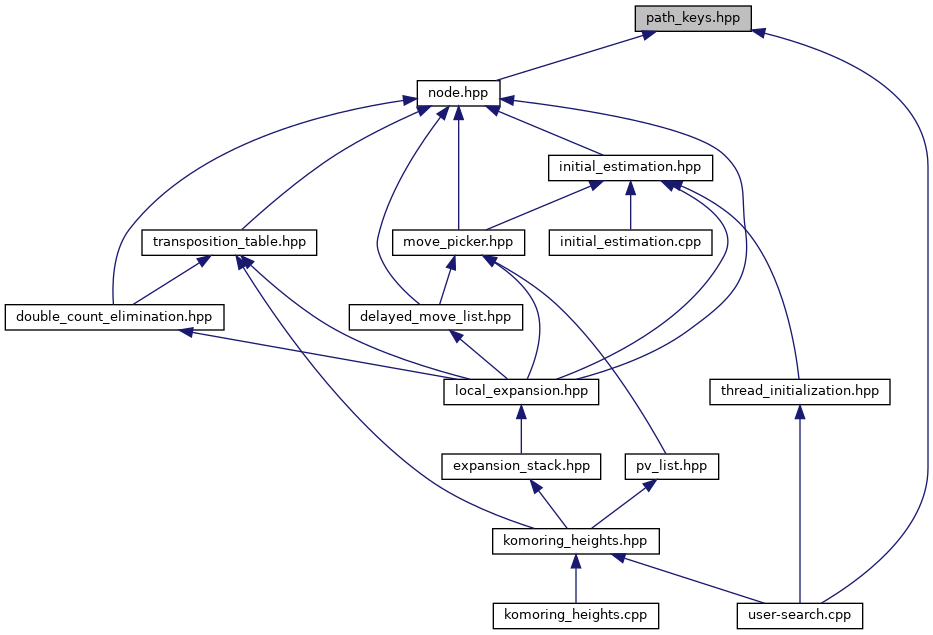 path_keys.hpp
node.hpp
initial_estimation.hpp
transposition_table.hpp
move_picker.hpp
initial_estimation.cpp
double_count_elimination.hpp
delayed_move_list.hpp
local_expansion.hpp
thread_initialization.hpp
expansion_stack.hpp
pv_list.hpp
komoring_heights.hpp
komoring_heights.cpp
user-search.cpp